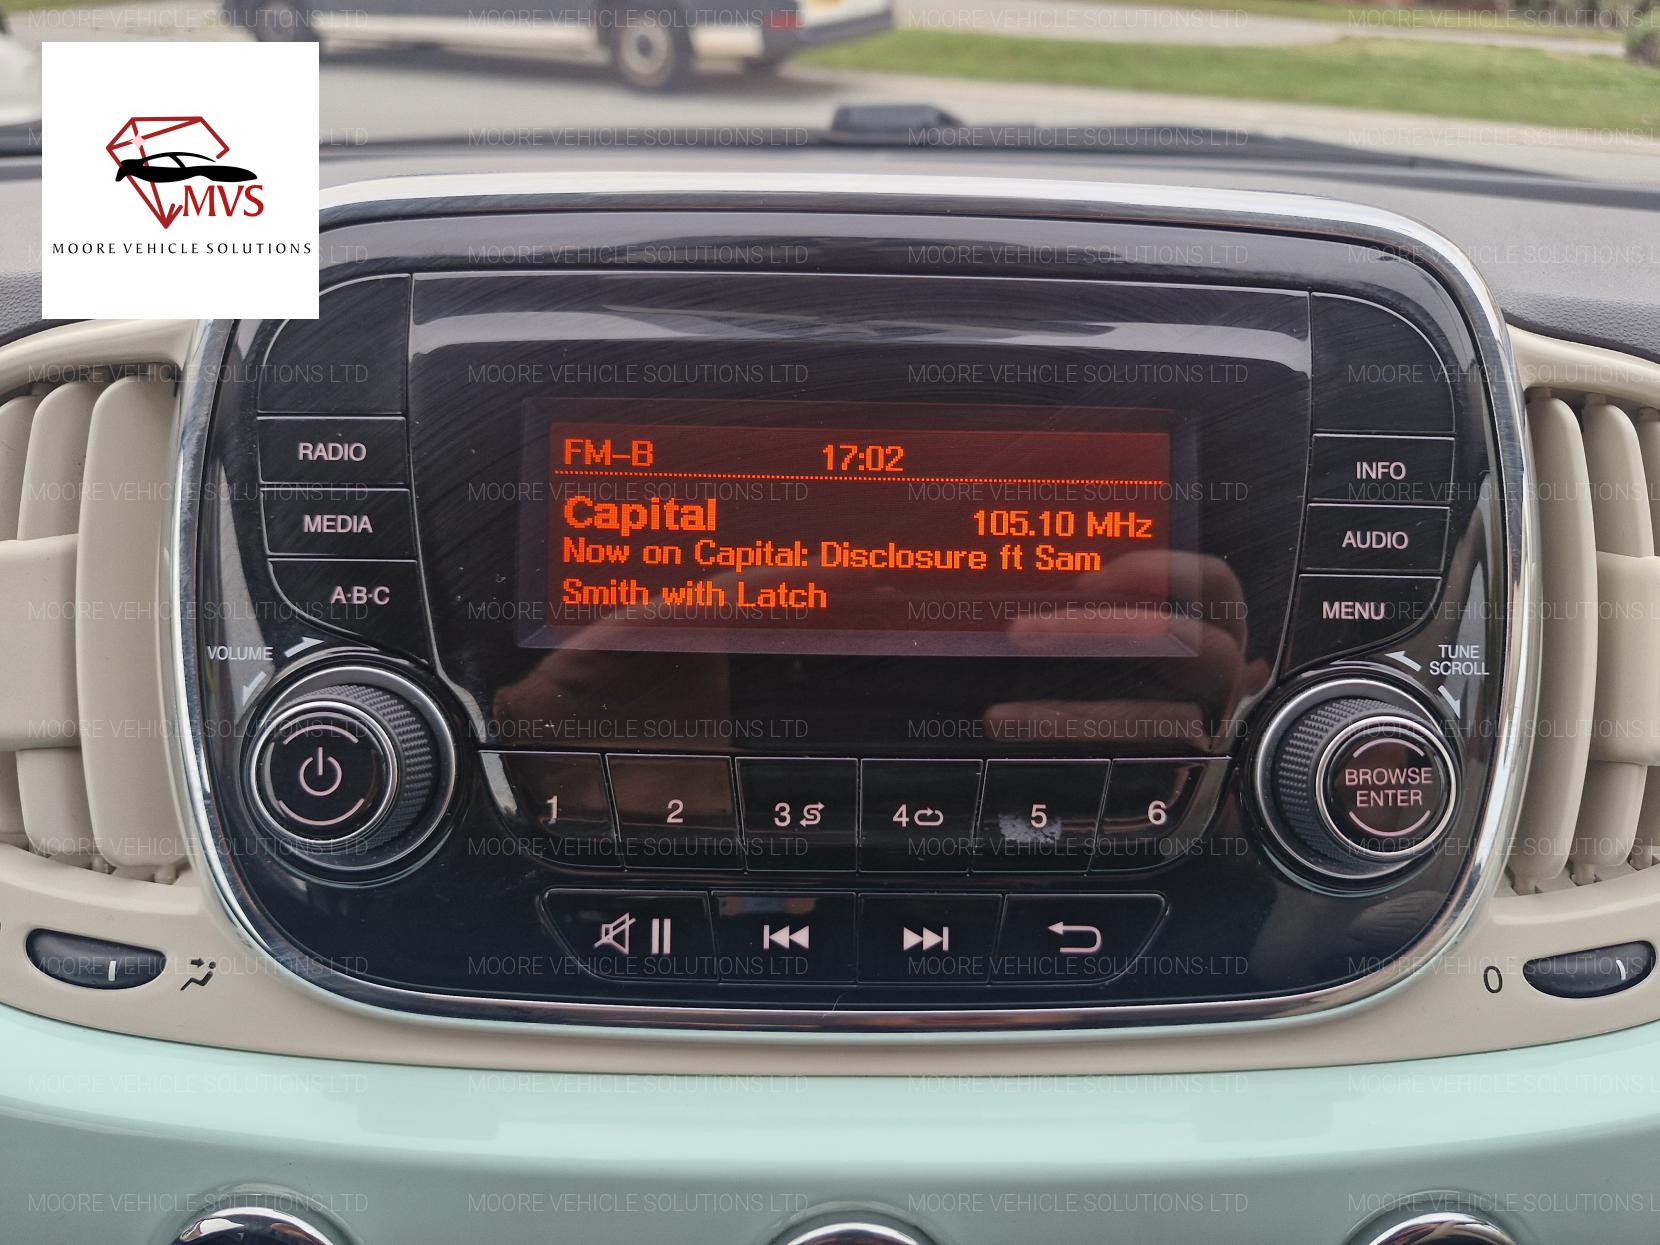 MVS
MOORE VEHICLE SOLUTIONS
RADIO
MEDIA
A·B·C
VOLUME
FM-B 17:02
Capital 105.10 MHz
Now on Capital: Disclosure ft Sam
Smith with Latch
INFO
AUDIO
MENU
TUNE
SCROLL
BROWSE
ENTER
1 2 3 4 5 6
0
MOORE VEHICLE SOLUTIONS LTD